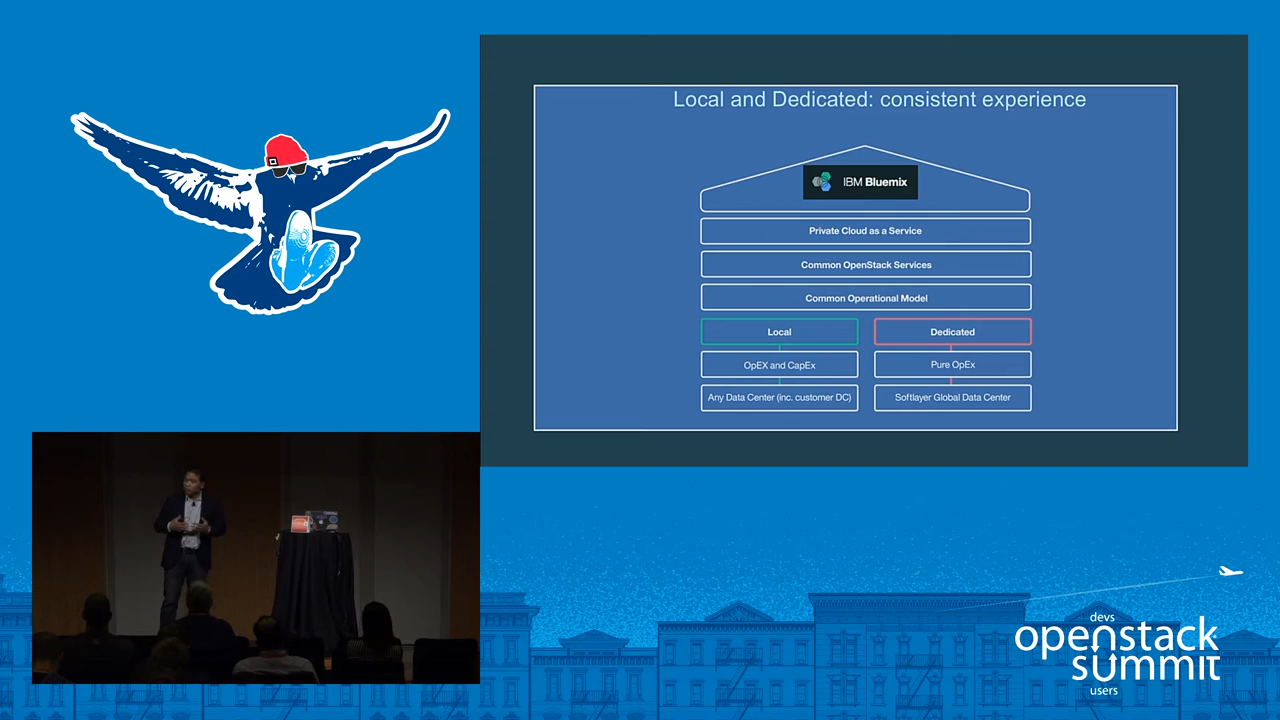 Local and Dedicated: consistent experience
IBM Bluemix
Private Cloud as a Service
Common OpenStack Services
Common Operational Model
Local
Dedicated
OpEX and CapEx
Pure OpEx
Any Data Center (inc. customer DC)
Softlayer Global Data Center
devs
openstack
summit
users